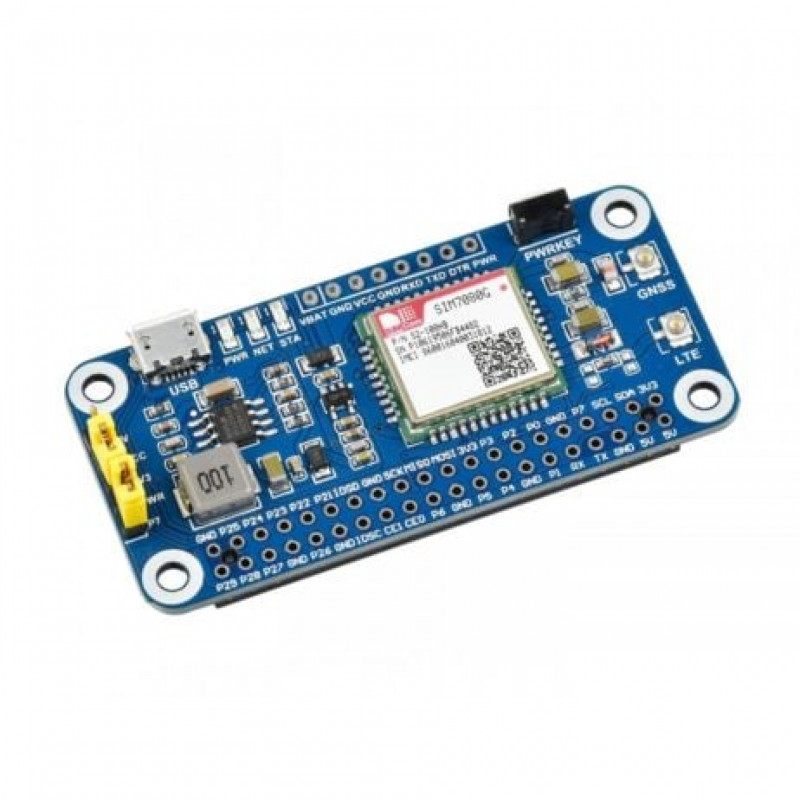 PWRKEY
GNSS
LTE
VBAT GND VCC GND RXD TXD DTR PWR
PWR NET STA
USB
SIM7080G
100
PWR
P7
GND P25 P24 P23 P22 P21 IDSD GND SCK MISO MOSI 3V3 P3 P2 P0 GND P7 SCL SDA 3V3
P29 P28 P27 GND P26 GND IDSC CE1 CE0 P6 GND P5 P4 GND P1 RX TX GND 5V 5V